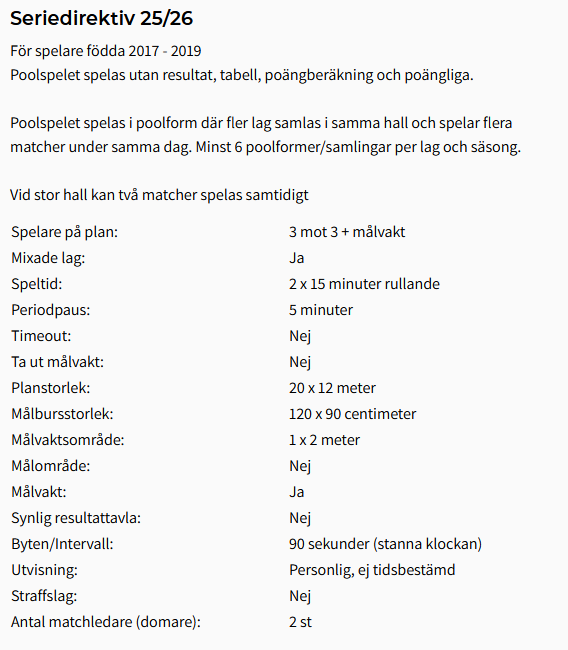 Seriedirektiv 25/26
För spelare födda 2017 - 2019
Poolspelet spelas utan resultat, tabell, poängberäkning och poängliga.
Poolspelet spelas i poolform där fler lag samlas i samma hall och spelar flera
matcher under samma dag. Minst 6 poolformer/samlingar per lag och säsong.
Vid stor hall kan två matcher spelas samtidigt
Spelare på plan: 3 mot 3 + målvakt
Mixade lag: Ja
Speltid: 2 x 15 minuter rullande
Periodpaus: 5 minuter
Timeout: Nej
Ta ut målvakt: Nej
Planstorlek: 20 x 12 meter
Målbursstorlek: 120 x 90 centimeter
Målvaktsområde: 1 x 2 meter
Målområde: Nej
Målvakt: Ja
Synlig resultattavla: Nej
Byten/Intervall: 90 sekunder (stanna klockan)
Utvisning: Personlig, ej tidsbestämd
Straffslag: Nej
Antal matchledare (domare): 2 st